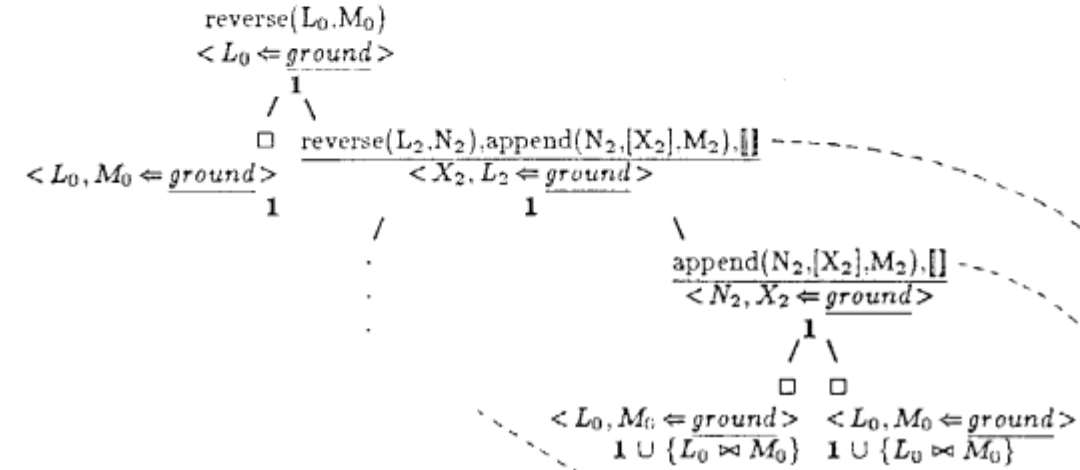 reverse(L₀.M₀)
< L₀ ⇐ ground >
1
□ reverse(L₂.N₂),append(N₂,[X₂].M₂),[]
< L₀, M₀ ⇐ ground > < X₂, L₂ ⇐ ground >
1 1
append(N₂,[X₂].M₂),[]
< N₂, X₂ ⇐ ground >
1
□ □
< L₀, M₀ ⇐ ground > < L₀, M₀ ⇐ ground >
1 ∪ {L₀ ⋈ M₀} 1 ∪ {L₀ ⋈ M₀}